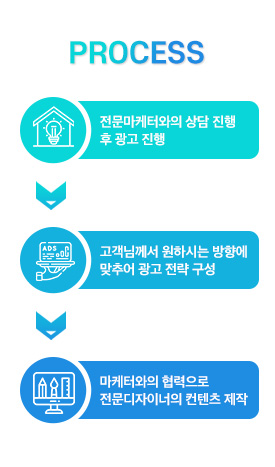 PROCESS
전문마케터와의 상담 진행
후 광고 진행
ADS
고객님께서 원하시는 방향에
맞추어 광고 전략 구성
마케터와의 협력으로
전문디자이너의 컨텐츠 제작